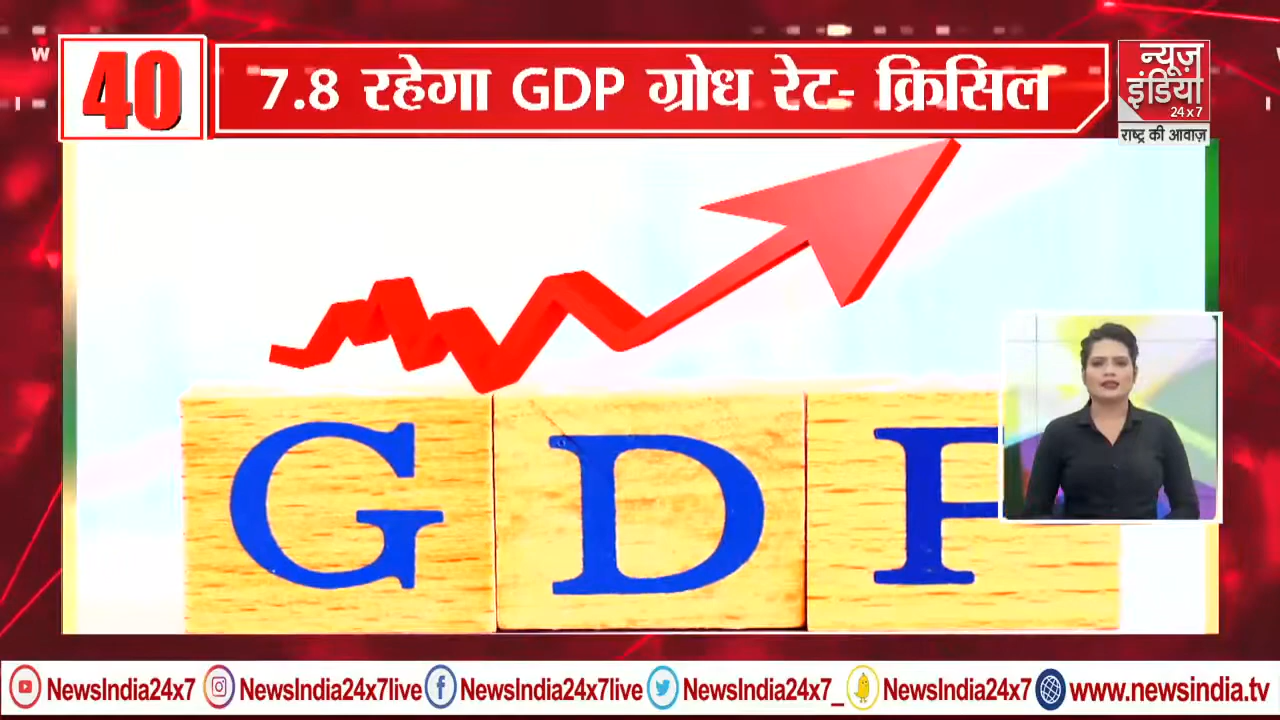 40
7.8 रहेगा GDP ग्रोथ रेट- क्रिसिल
न्यूज़
इंडिया
24x7
राष्ट्र की आवाज़
GDP
NewsIndia24x7 NewsIndia24x7live NewsIndia24x7live NewsIndia24x7_ NewsIndia24x7 www.newsindia.tv